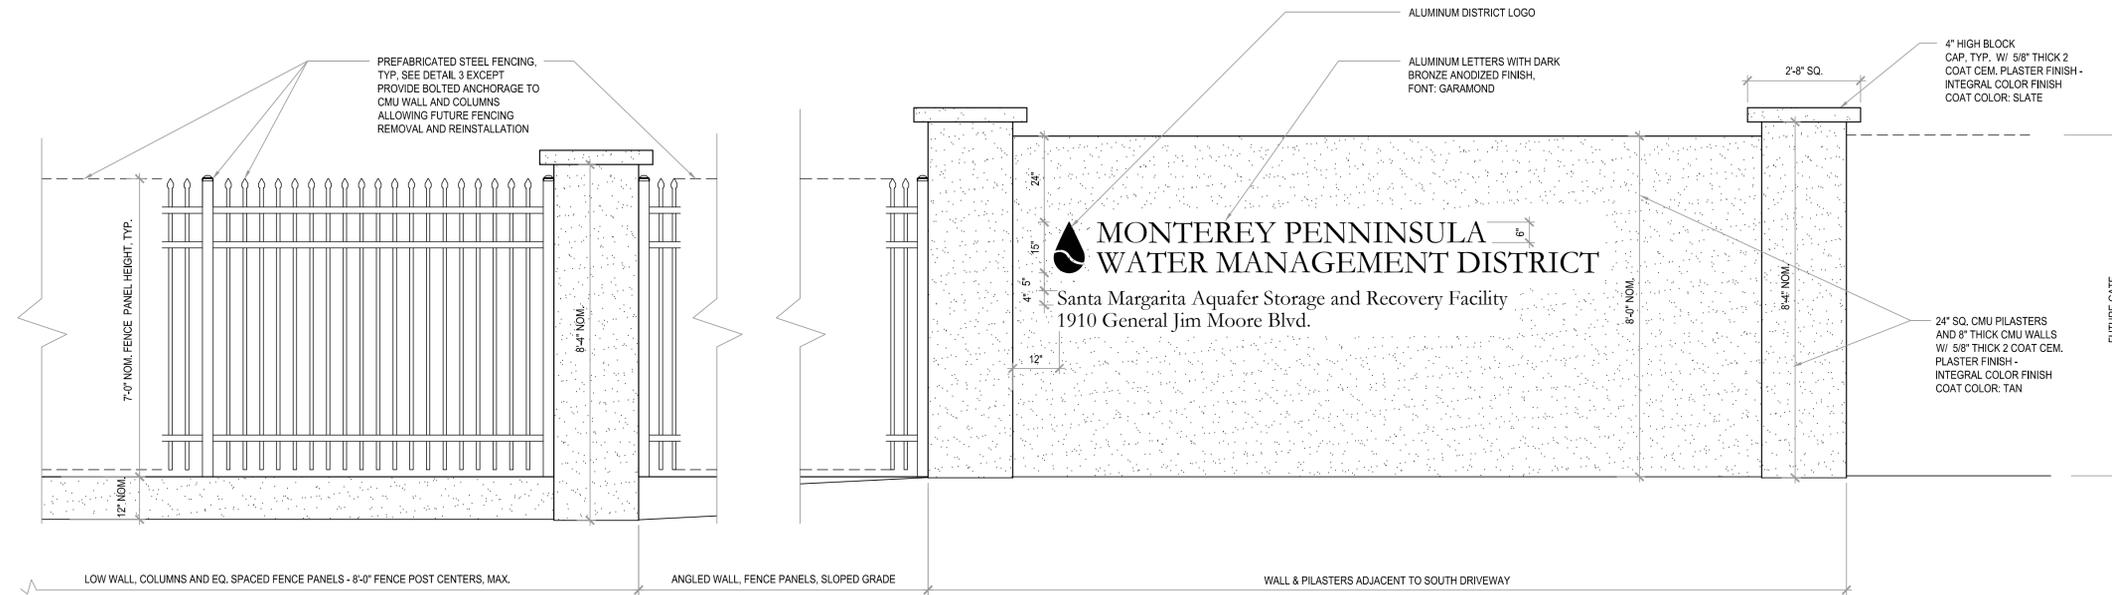 ALUMINUM DISTRICT LOGO
PREFABRICATED STEEL FENCING,
TYP, SEE DETAIL 3 EXCEPT
PROVIDE BOLTED ANCHORAGE TO
CMU WALL AND COLUMNS
ALLOWING FUTURE FENCING
REMOVAL AND REINSTALLATION
ALUMINUM LETTERS WITH DARK
BRONZE ANODIZED FINISH,
FONT: GARAMOND
2'-8" SQ.
4" HIGH BLOCK
CAP, TYP. W/ 5/8" THICK 2
COAT CEM. PLASTER FINISH -
INTEGRAL COLOR FINISH
COAT COLOR: SLATE
7'-0" NOM. FENCE PANEL HEIGHT, TYP.
12" NOM.
8'-4" NOM.
24"
15"
5"
4"
12"
6"
MONTEREY PENNINSULA
WATER MANAGEMENT DISTRICT
Santa Margarita Aquafer Storage and Recovery Facility
1910 General Jim Moore Blvd.
8'-0" NOM.
8'-4" NOM.
24" SQ. CMU PILASTERS
AND 8" THICK CMU WALLS
W/ 5/8" THICK 2 COAT CEM.
PLASTER FINISH -
INTEGRAL COLOR FINISH
COAT COLOR: TAN
LOW WALL, COLUMNS AND EQ. SPACED FENCE PANELS - 8'-0" FENCE POST CENTERS, MAX.
ANGLED WALL, FENCE PANELS, SLOPED GRADE
WALL & PILASTERS ADJACENT TO SOUTH DRIVEWAY